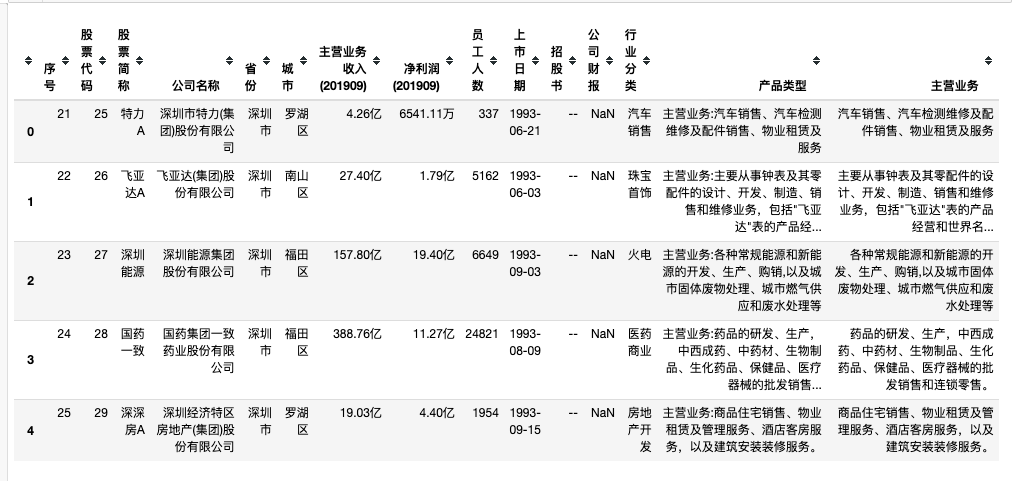 序号 股票代码 股票简称 公司名称 省份 城市 主营业务收入(201909) 净利润(201909) 员工人数 上市日期 招股书 公司财报 行业分类 产品类型 主营业务
0 21 25 特力A 深圳市特力(集团)股份有限公司 深圳市 罗湖区 4.26亿 6541.11万 337 1993-06-21 -- NaN 汽车销售 主营业务:汽车销售、汽车检测维修及配件销售、物业租赁及服务 汽车销售、汽车检测维修及配件销售、物业租赁及服务
1 22 26 飞亚达A 飞亚达(集团)股份有限公司 深圳市 南山区 27.40亿 1.79亿 5162 1993-06-03 -- NaN 珠宝首饰 主营业务:主要从事钟表及其零配件的设计、开发、制造、销售和维修业务，包括"飞亚达"表的产品经... 主要从事钟表及其零配件的设计、开发、制造、销售和维修业务，包括"飞亚达"表的产品经营和世界名...
2 23 27 深圳能源 深圳能源集团股份有限公司 深圳市 福田区 157.80亿 19.40亿 6649 1993-09-03 -- NaN 火电 主营业务:各种常规能源和新能源的开发、生产、购销,以及城市固体废物处理、城市燃气供应和废水处理等 各种常规能源和新能源的开发、生产、购销,以及城市固体废物处理、城市燃气供应和废水处理等
3 24 28 国药一致 国药集团一致药业股份有限公司 深圳市 福田区 388.76亿 11.27亿 24821 1993-08-09 -- NaN 医药商业 主营业务:药品的研发、生产，中西成药、中药材、生物制品、生化药品、保健品、医疗器械的批发销售... 药品的研发、生产，中西成药、中药材、生物制品、生化药品、保健品、医疗器械的批发销售和连锁零售。
4 25 29 深深房A 深圳经济特区房地产(集团)股份有限公司 深圳市 罗湖区 19.03亿 4.40亿 1954 1993-09-15 -- NaN 房地产开发 主营业务:商品住宅销售、物业租赁及管理服务、酒店客房服务，以及建筑安装装修服务。 商品住宅销售、物业租赁及管理服务、酒店客房服务，以及建筑安装装修服务。